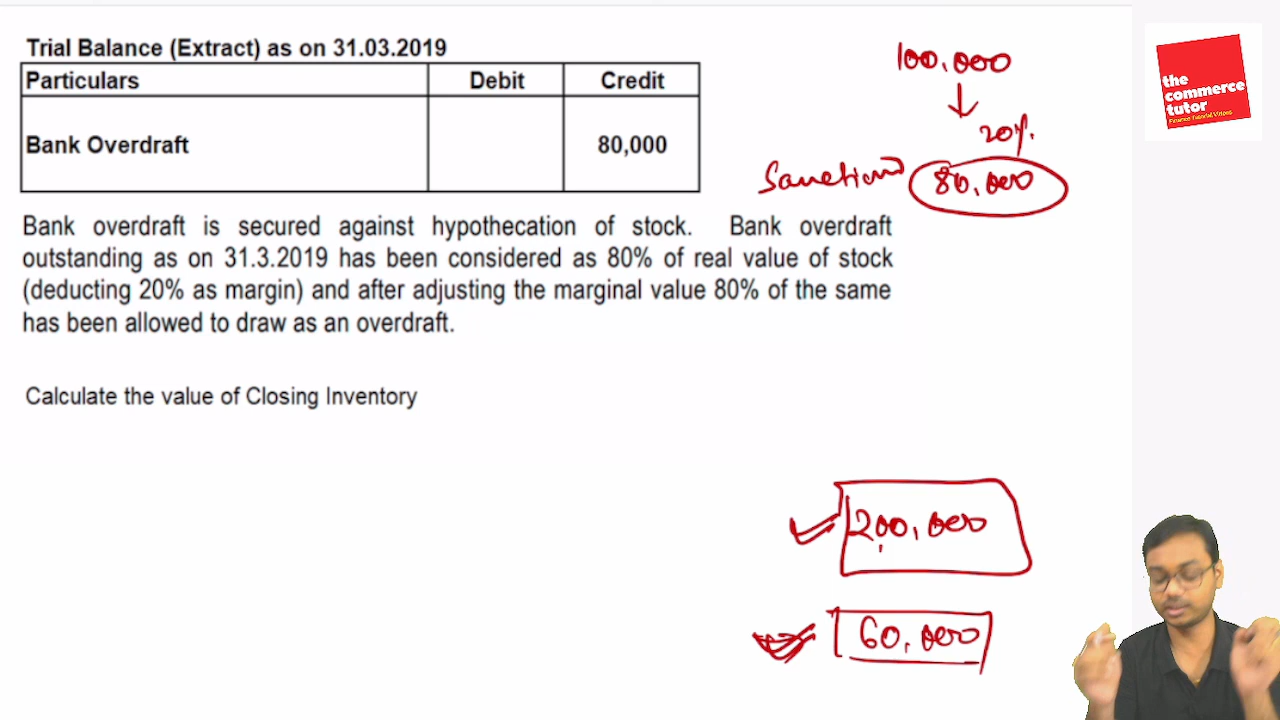 Trial Balance (Extract) as on 31.03.2019
Particulars Debit Credit
Bank Overdraft 80,000
Bank overdraft is secured against hypothecation of stock. Bank overdraft
outstanding as on 31.3.2019 has been considered as 80% of real value of stock
(deducting 20% as margin) and after adjusting the marginal value 80% of the same
has been allowed to draw as an overdraft.
Calculate the value of Closing Inventory
100,000
20%.
Sanctioned 80,000
200,000
60,000
the
commerce
tutor
Finance Tutorial Videos